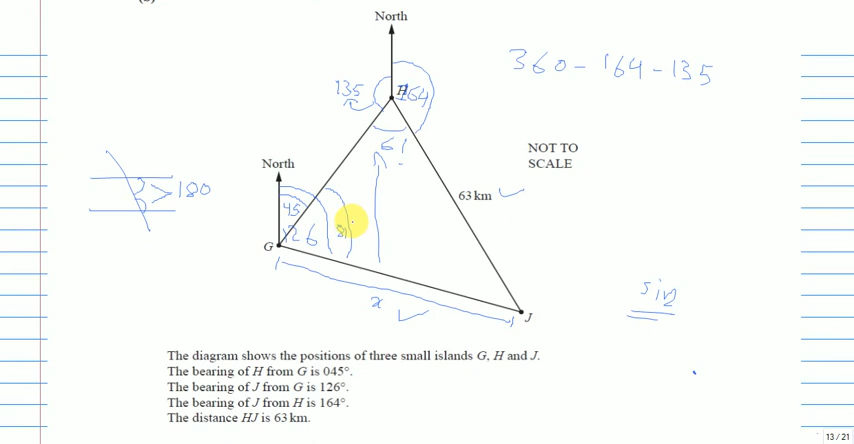 North
360 - 164 - 135
135
H
164
61
NOT TO
SCALE
North
180
63 km
45
126
81
G
x
J
sin
The diagram shows the positions of three small islands G, H and J.
The bearing of H from G is 045°.
The bearing of J from G is 126°.
The bearing of J from H is 164°.
The distance HJ is 63 km.
13 / 21